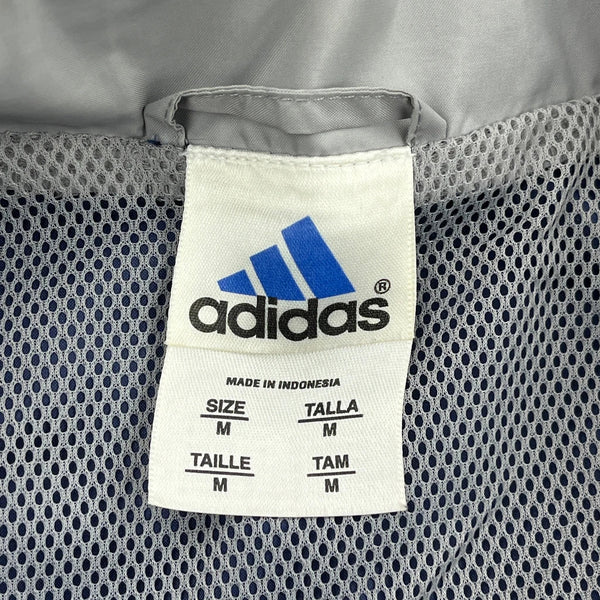 adidas®
MADE IN INDONESIA
SIZE TALLA
M M
TAILLE TAM
M M